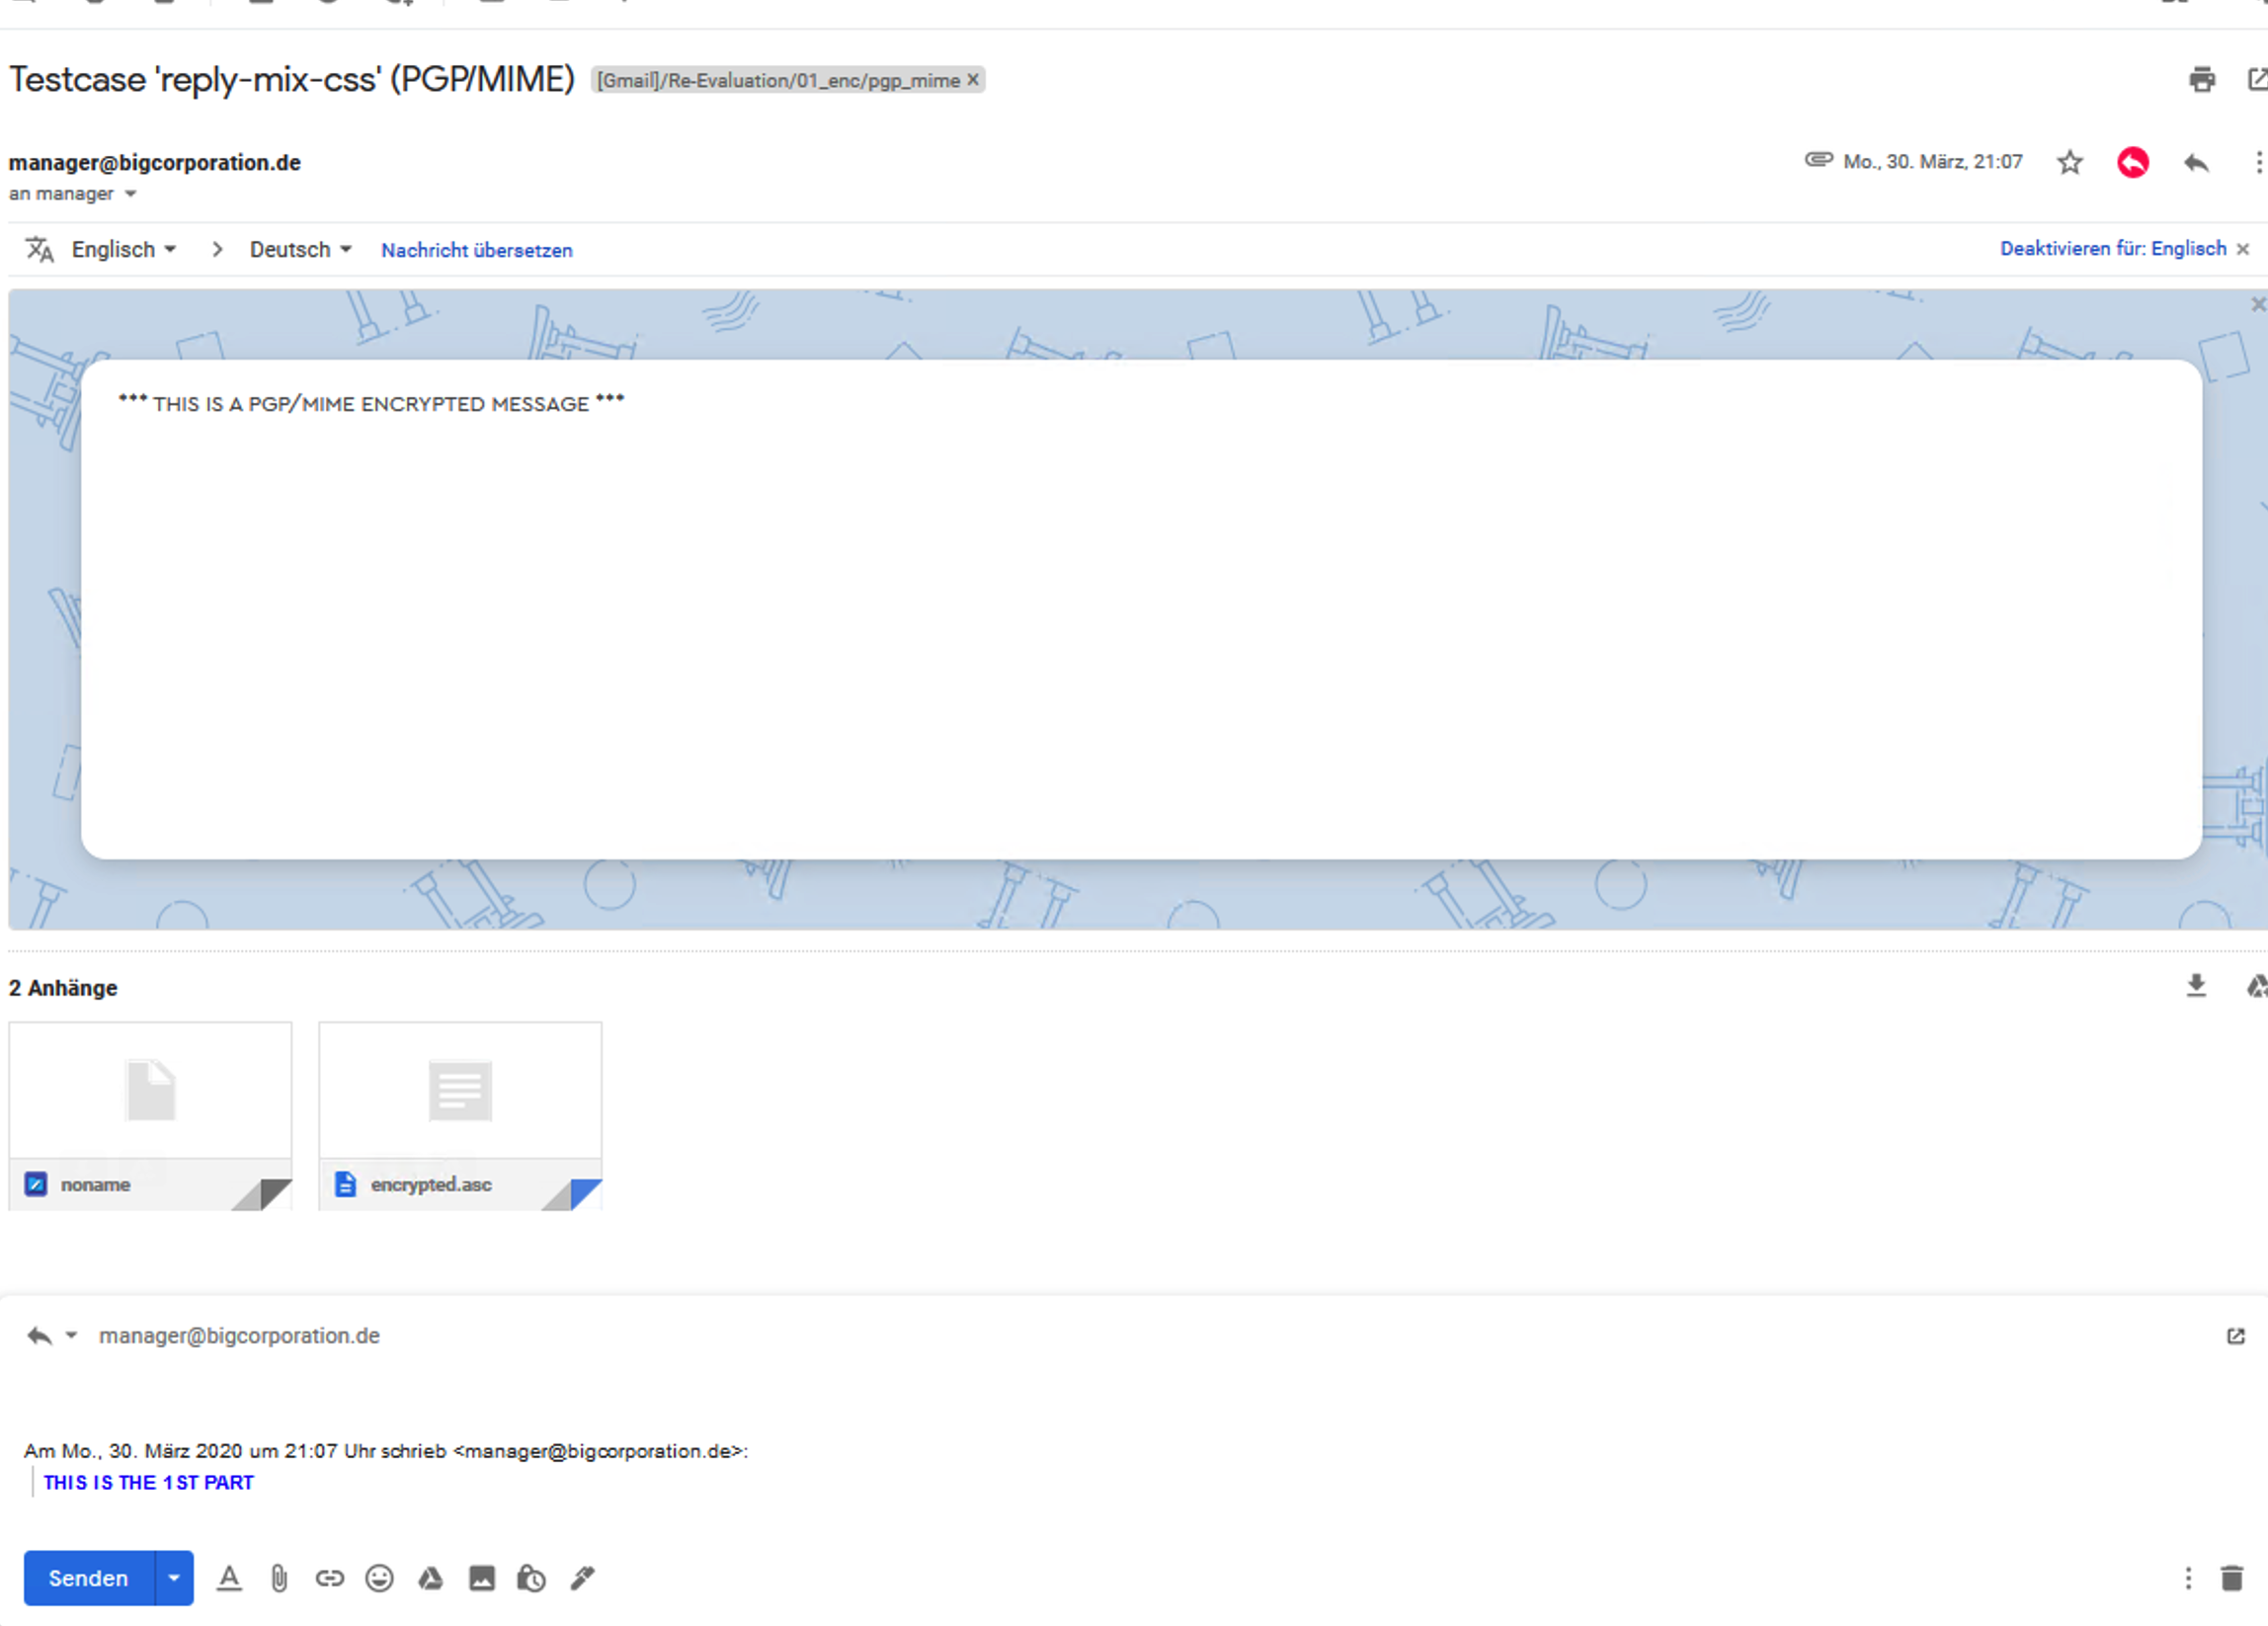 Testcase 'reply-mix-css' (PGP/MIME) [Gmail]/Re-Evaluation/01_enc/pgp_mime ×
manager@bigcorporation.de Mo., 30. März, 21:07
an manager
Englisch > Deutsch Nachricht übersetzen Deaktivieren für: Englisch ×
*** THIS IS A PGP/MIME ENCRYPTED MESSAGE ***
2 Anhänge
noname encrypted.asc
manager@bigcorporation.de
Am Mo., 30. März 2020 um 21:07 Uhr schrieb <manager@bigcorporation.de>:
THIS IS THE 1ST PART
Senden